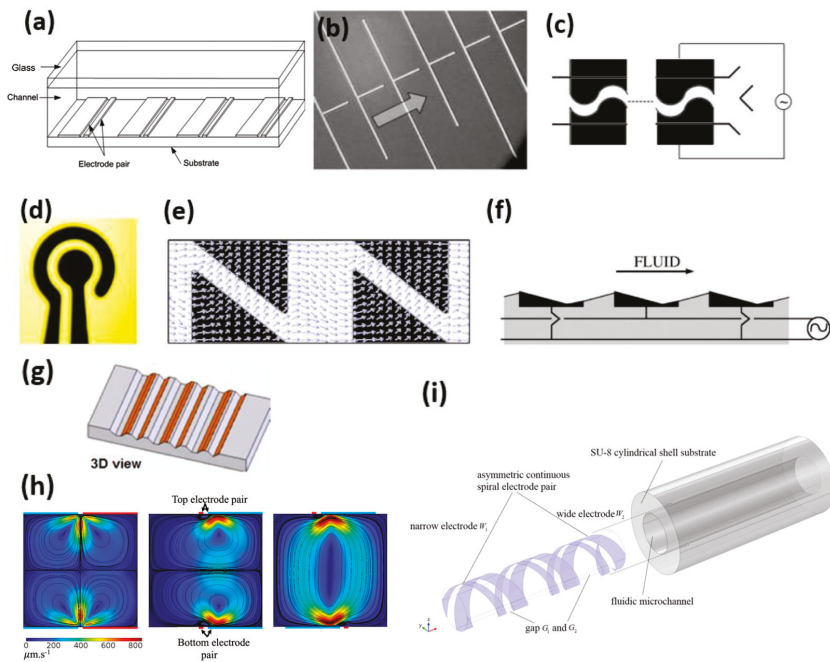 (a)
Glass
Channel
Electrode pair
Substrate
(b)
(c)
(d)
(e)
(f)
FLUID
(g)
3D view
(h)
Top electrode pair
Bottom electrode
pair
0 200 400 600 800
μm.s⁻¹
(i)
SU-8 cylindrical shell substrate
asymmetric continuous
spiral electrode pair
wide electrode W₂
narrow electrode W₁
fluidic microchannel
gap G₁ and G₂